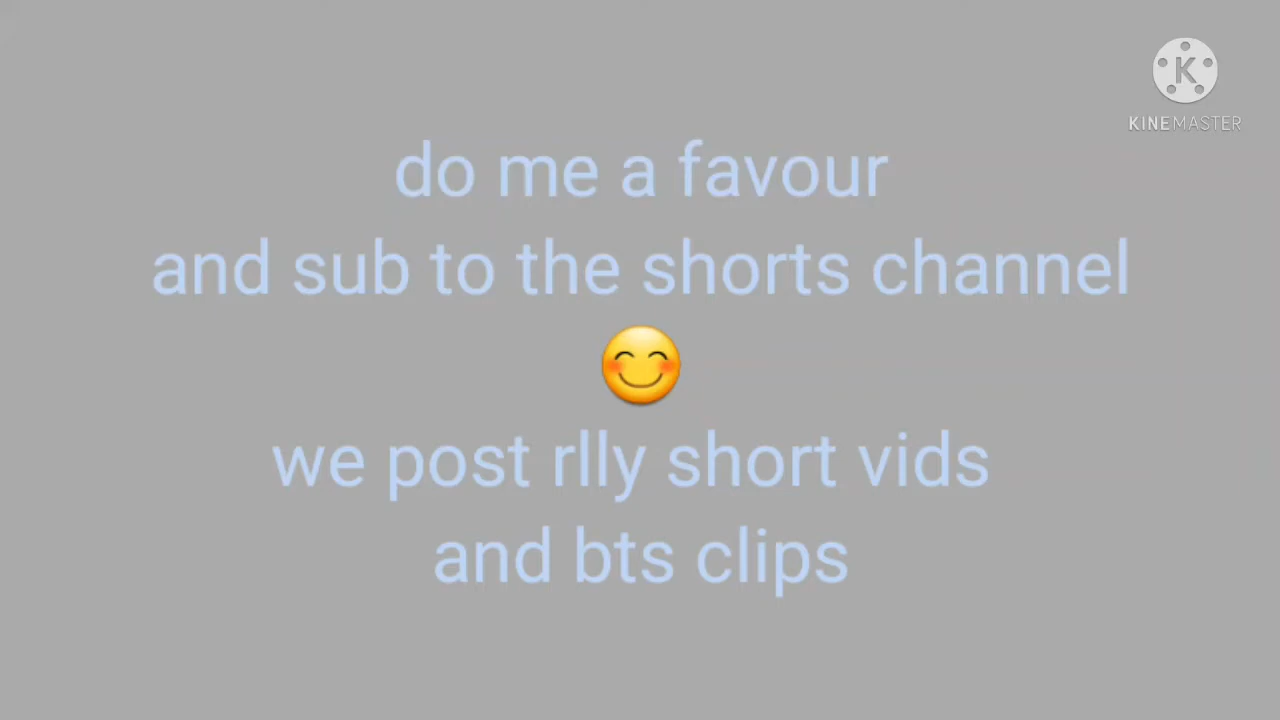 K
KINEMASTER
do me a favour
and sub to the shorts channel
😊
we post rlly short vids
and bts clips